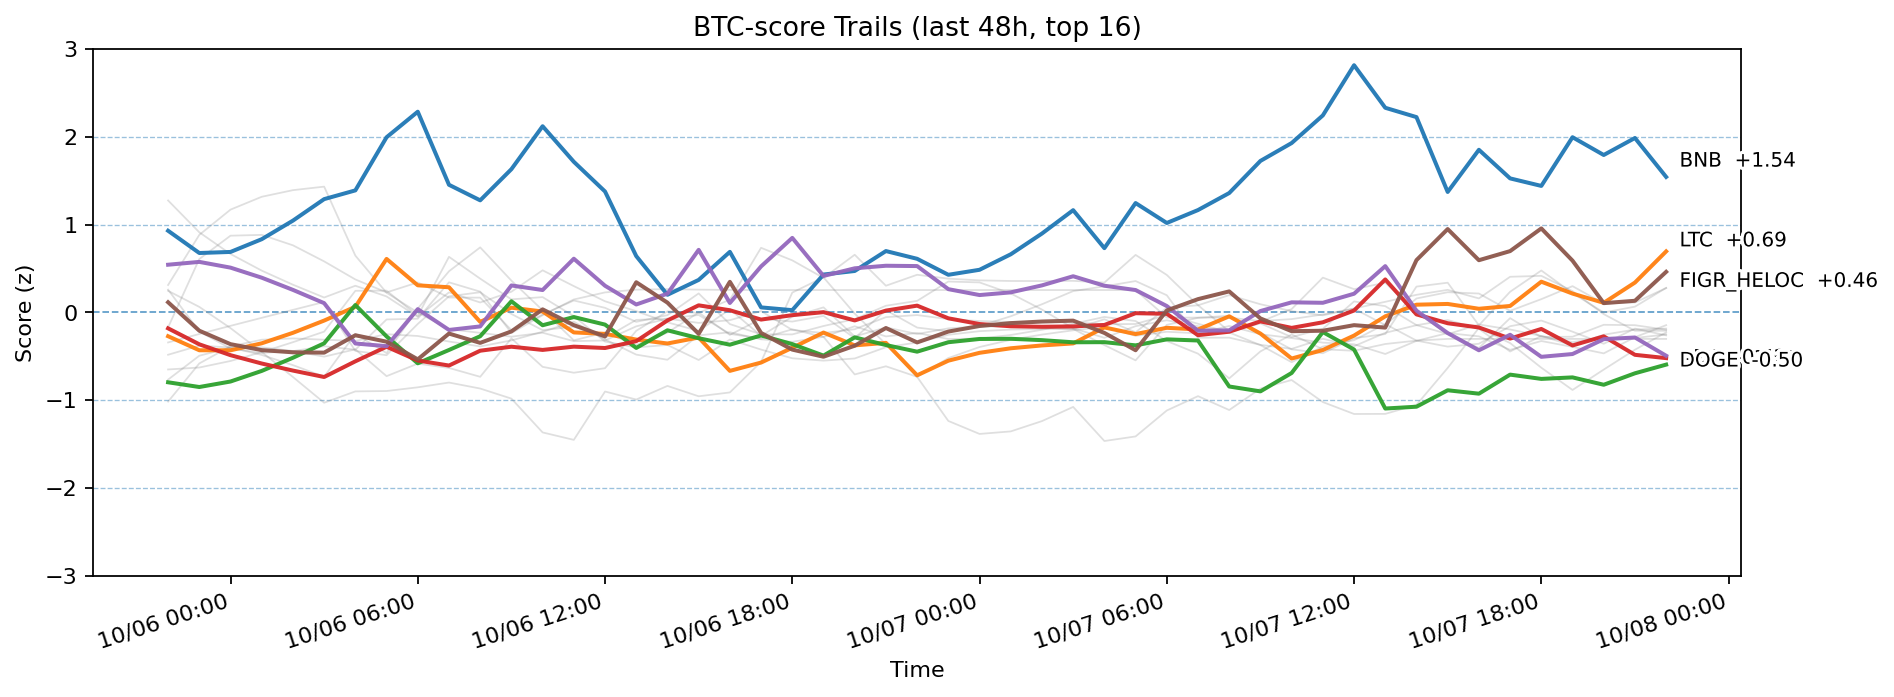 BTC-score Trails (last 48h, top 16)
Score (z)
3
2
1
0
−1
−2
−3
BNB +1.54
LTC +0.69
FIGR_HELOC +0.46
DOGE -0.50
10/06 00:00
10/06 06:00
10/06 12:00
10/06 18:00
10/07 00:00
10/07 06:00
10/07 12:00
10/07 18:00
10/08 00:00
Time